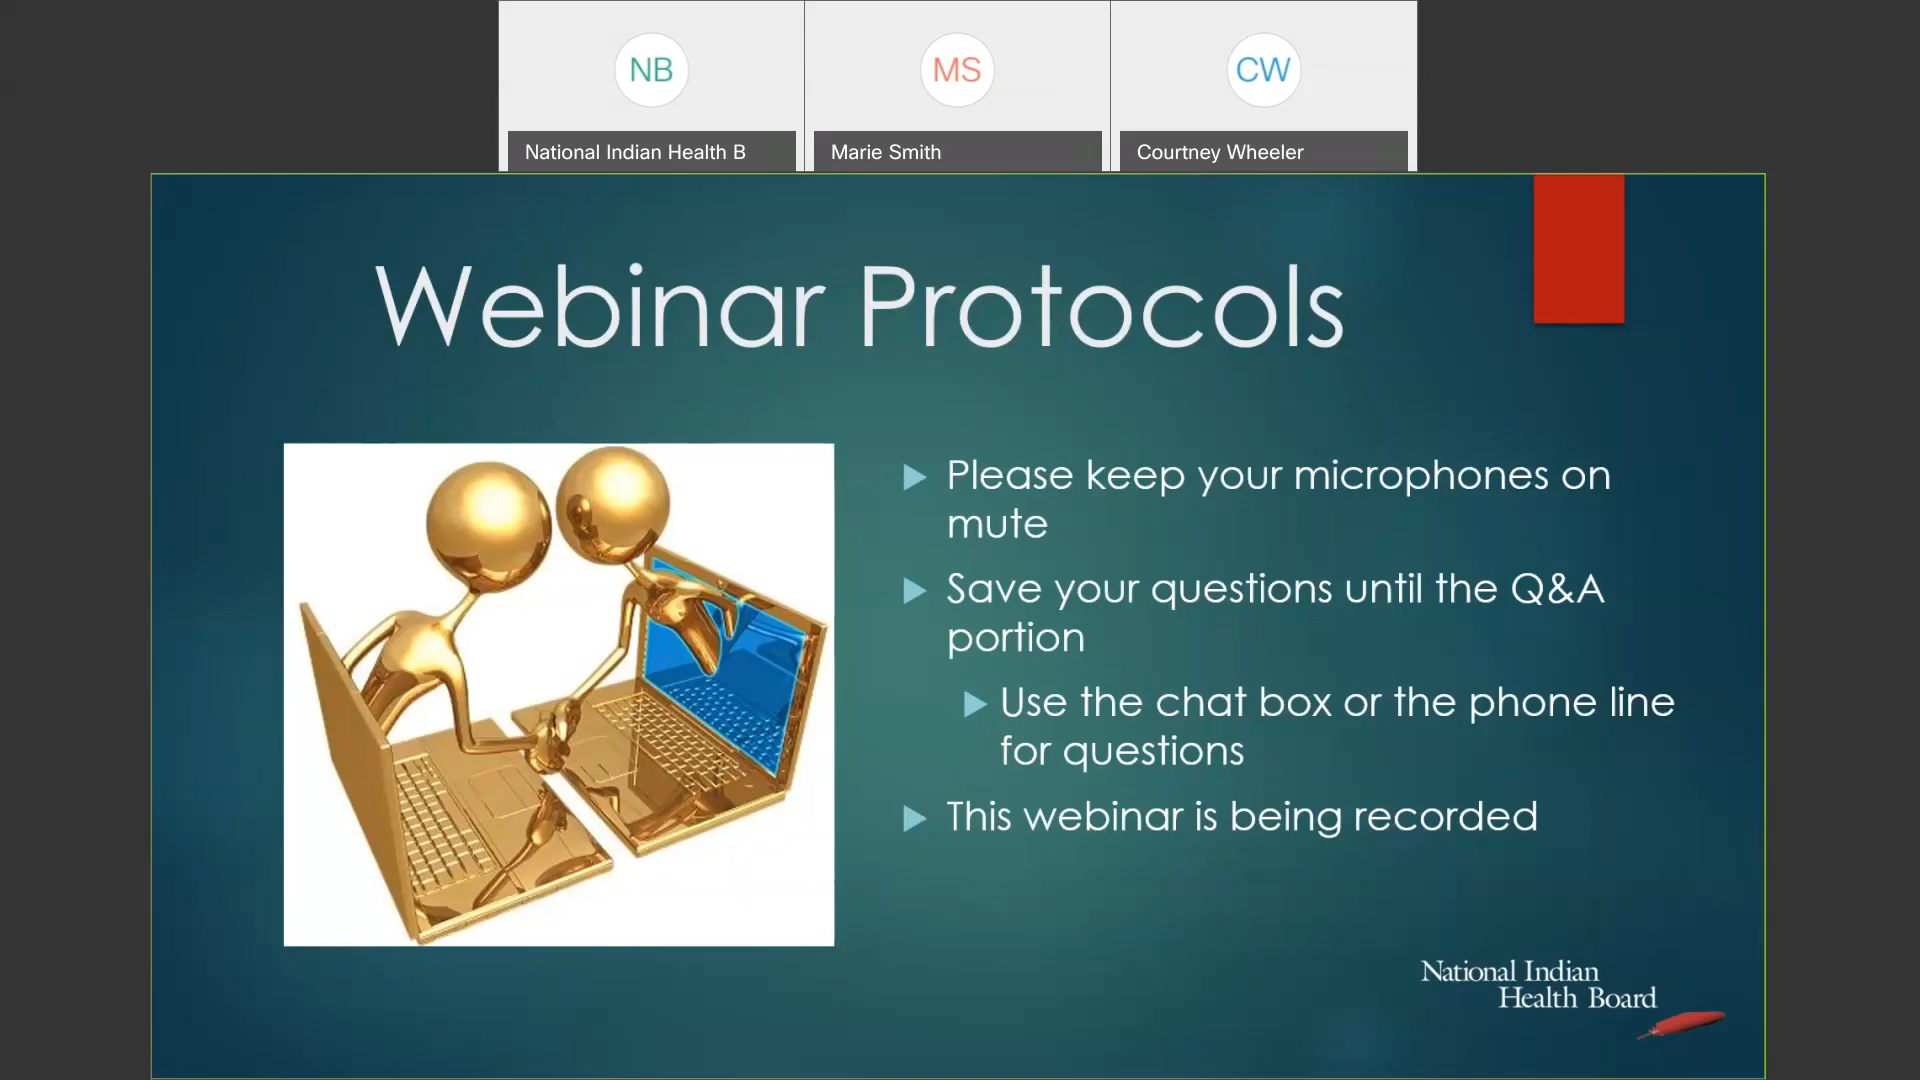 NB
MS
CW
National Indian Health B
Marie Smith
Courtney Wheeler
Webinar Protocols
Please keep your microphones on
mute
Save your questions until the Q&A
portion
Use the chat box or the phone line
for questions
This webinar is being recorded
National Indian
Health Board